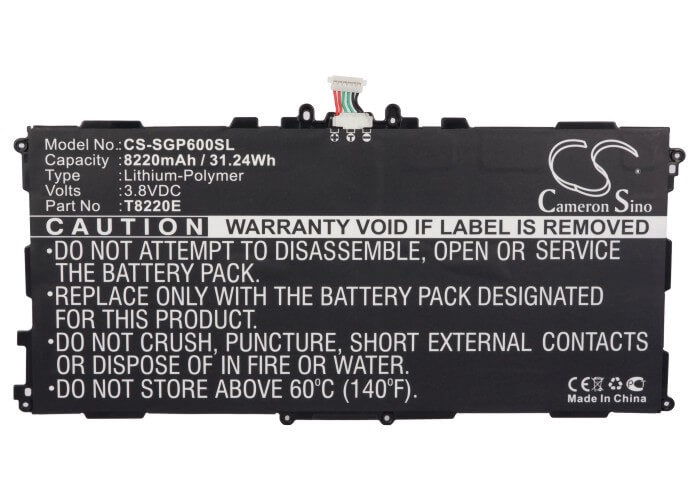 Model No.: CS-SGP600SL
Capacity : 8220mAh / 31.24Wh
Type : Lithium-Polymer
Volts : 3.8VDC
Part No : T8220E
CS
Cameron Sino
CAUTION WARRANTY VOID IF LABEL IS REMOVED
•DO NOT ATTEMPT TO DISASSEMBLE, OPEN OR SERVICE
THE BATTERY PACK.
•REPLACE ONLY WITH THE BATTERY PACK DESIGNATED
FOR THIS PRODUCT.
•DO NOT CRUSH, PUNCTURE, SHORT EXTERNAL CONTACTS
OR DISPOSE OF IN FIRE OR WATER.
•DO NOT STORE ABOVE 60°C (140°F).
CE
Made In China